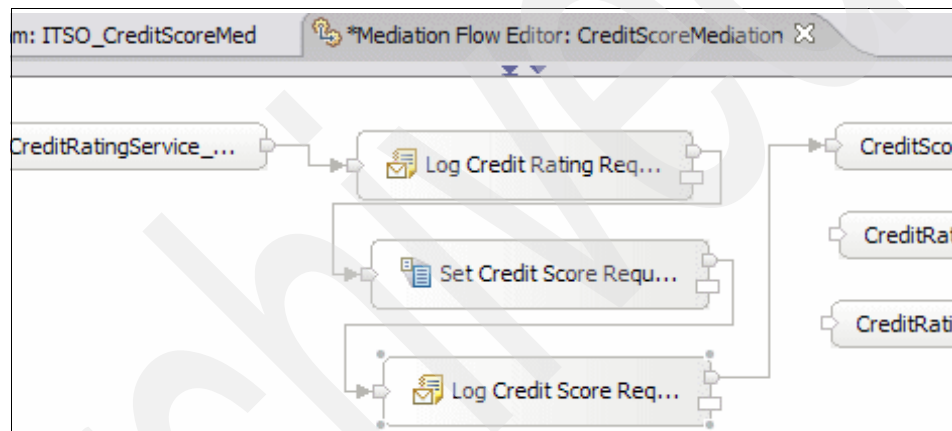 m: ITSO_CreditScoreMed
*Mediation Flow Editor: CreditScoreMediation
CreditRatingService_...
Log Credit Rating Req...
CreditSco
Set Credit Score Requ...
CreditRat
CreditRati
Log Credit Score Req...